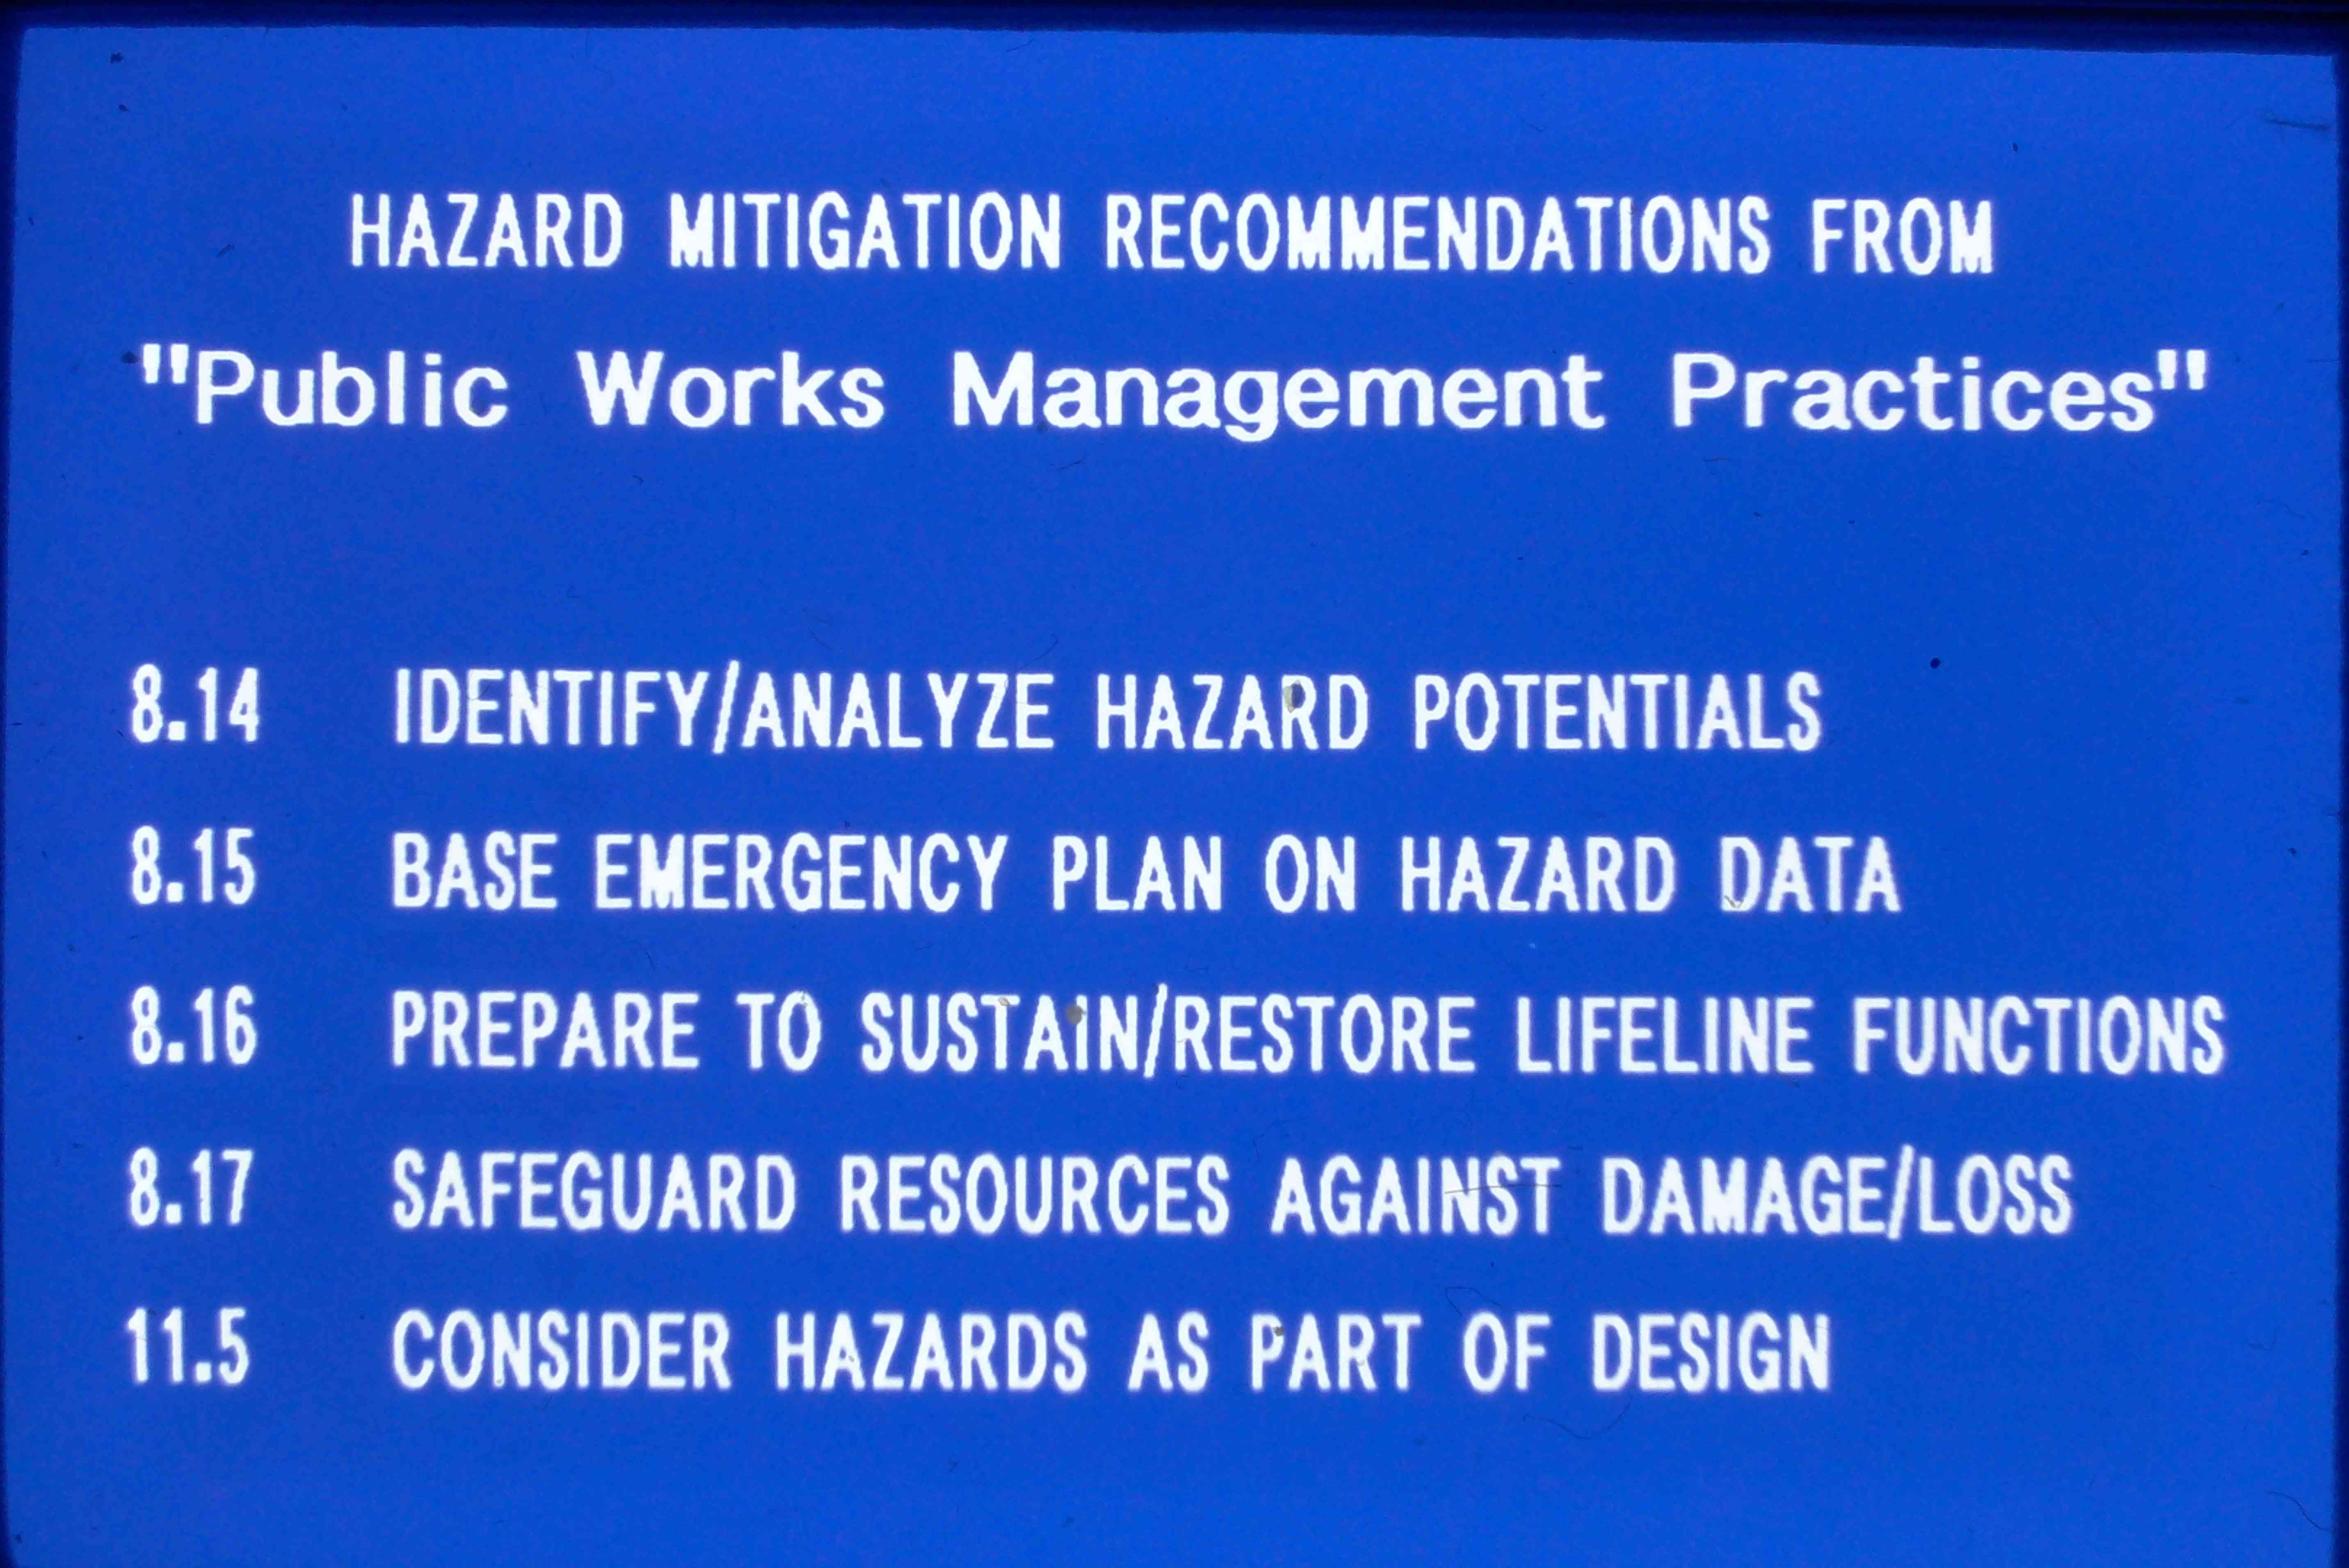 HAZARD MITIGATION RECOMMENDATIONS FROM
"Public Works Management Practices"
8.14 IDENTIFY/ANALYZE HAZARD POTENTIALS
8.15 BASE EMERGENCY PLAN ON HAZARD DATA
8.16 PREPARE TO SUSTAIN/RESTORE LIFELINE FUNCTIONS
8.17 SAFEGUARD RESOURCES AGAINST DAMAGE/LOSS
11.5 CONSIDER HAZARDS AS PART OF DESIGN